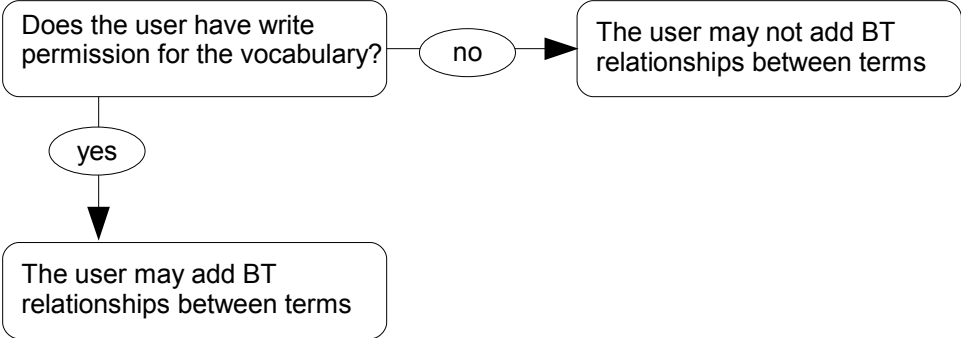 Does the user have write
permission for the vocabulary?
no
The user may not add BT
relationships between terms
yes
The user may add BT
relationships between terms